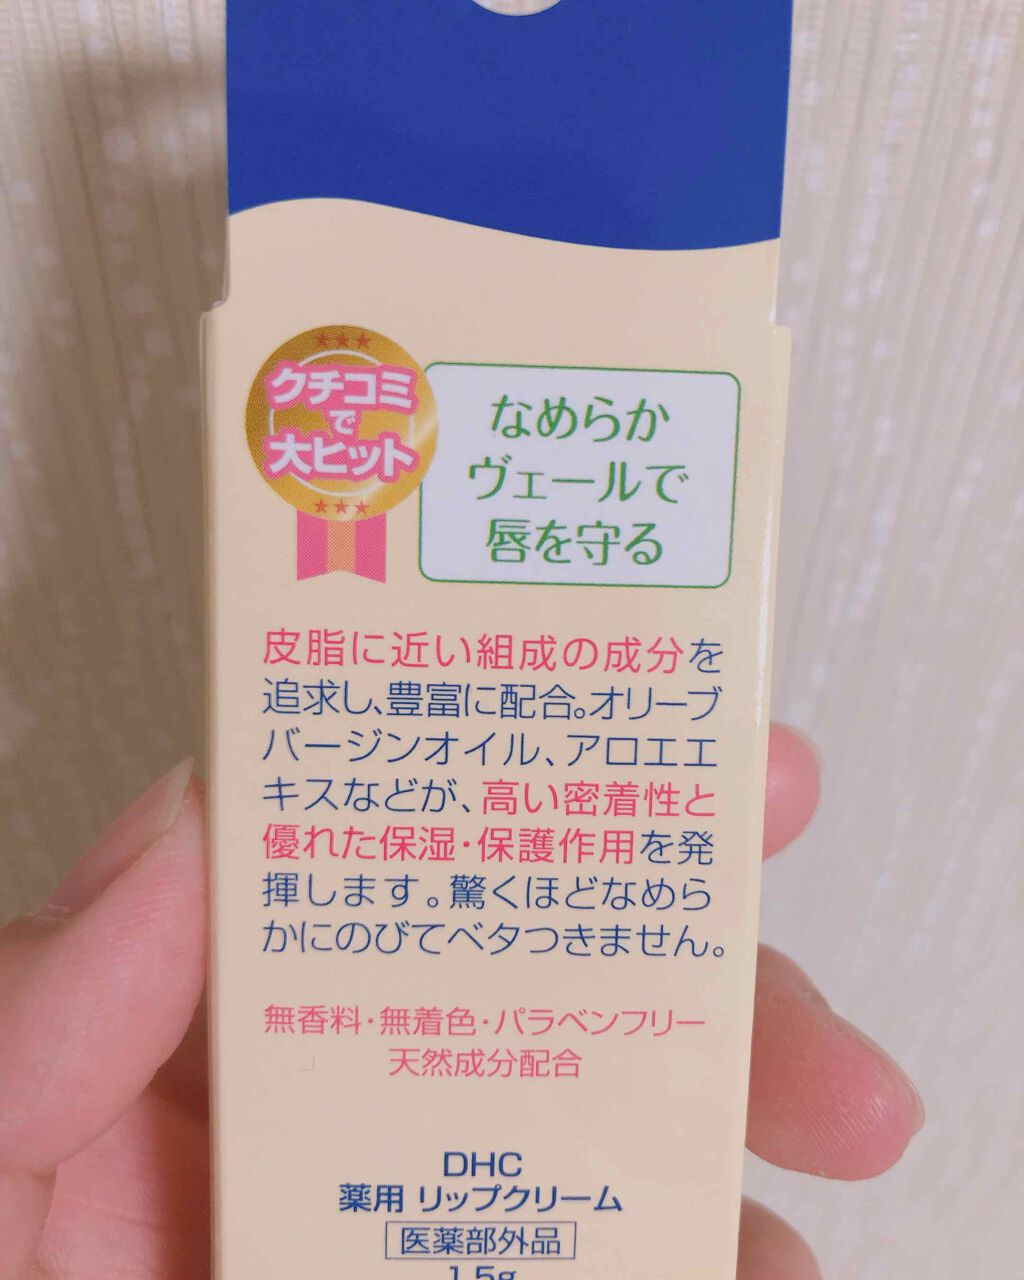 ★★★
クチコミ
で
大ヒット
★★★
なめらか
ヴェールで
唇を守る
皮脂に近い組成の成分を
追求し、豊富に配合。オリーブ
バージンオイル、アロエエ
キスなどが、高い密着性と
優れた保湿・保護作用を発
揮します。驚くほどなめら
かにのびてベタつきません。
無香料・無着色・パラベンフリー
天然成分配合
DHC
薬用 リップクリーム
医薬部外品
1.5g